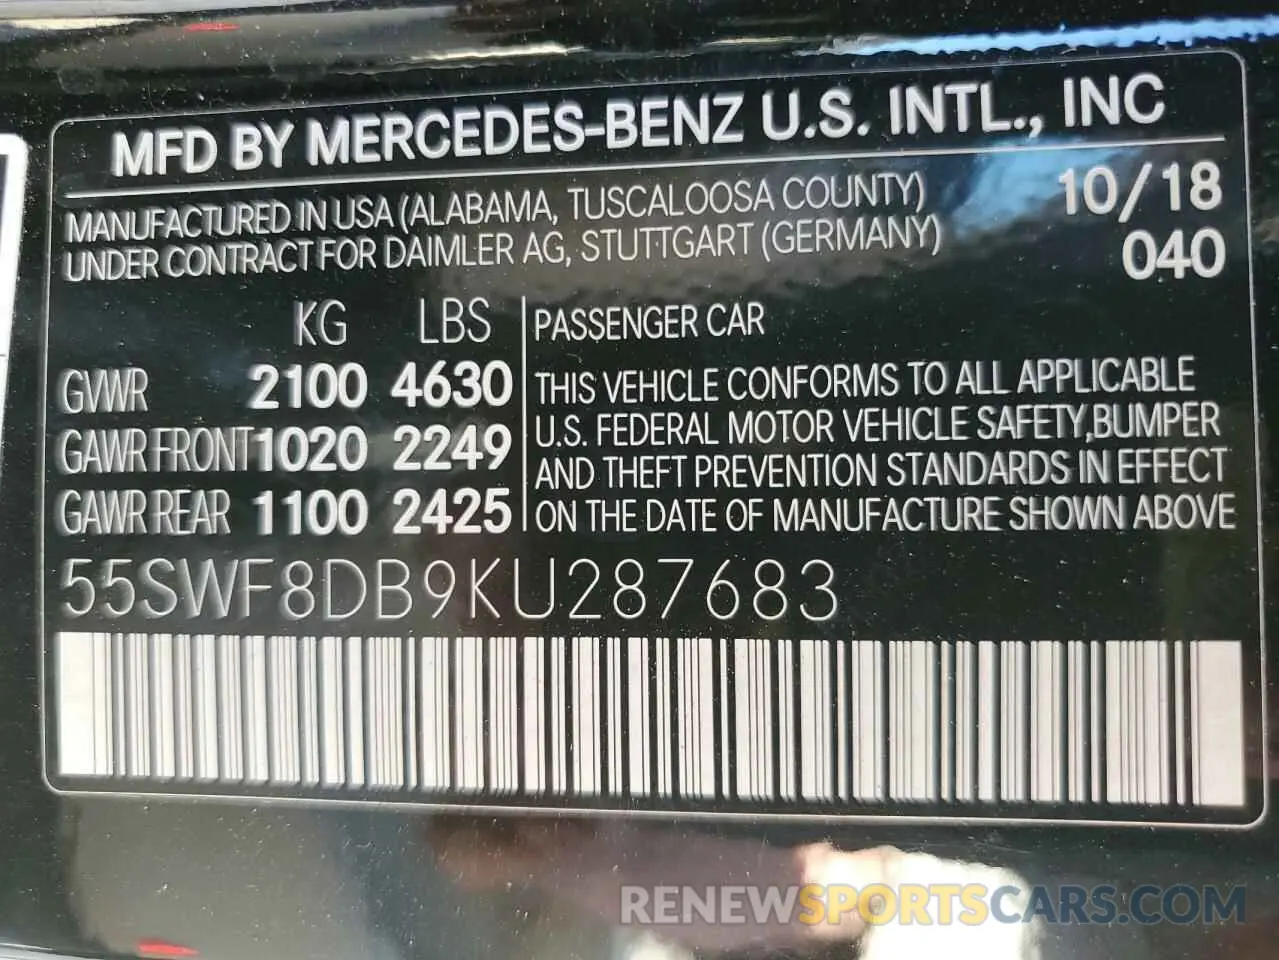 MFD BY MERCEDES-BENZ U.S. INTL., INC
MANUFACTURED IN USA (ALABAMA, TUSCALOOSA COUNTY) 10/18
UNDER CONTRACT FOR DAIMLER AG, STUTTGART (GERMANY) 040
KG LBS
GVWR 2100 4630
GAWR FRONT 1020 2249
GAWR REAR 1100 2425
PASSENGER CAR
THIS VEHICLE CONFORMS TO ALL APPLICABLE
U.S. FEDERAL MOTOR VEHICLE SAFETY,BUMPER
AND THEFT PREVENTION STANDARDS IN EFFECT
ON THE DATE OF MANUFACTURE SHOWN ABOVE
55SWF8DB9KU287683
RENEWSPORTSCARS.COM